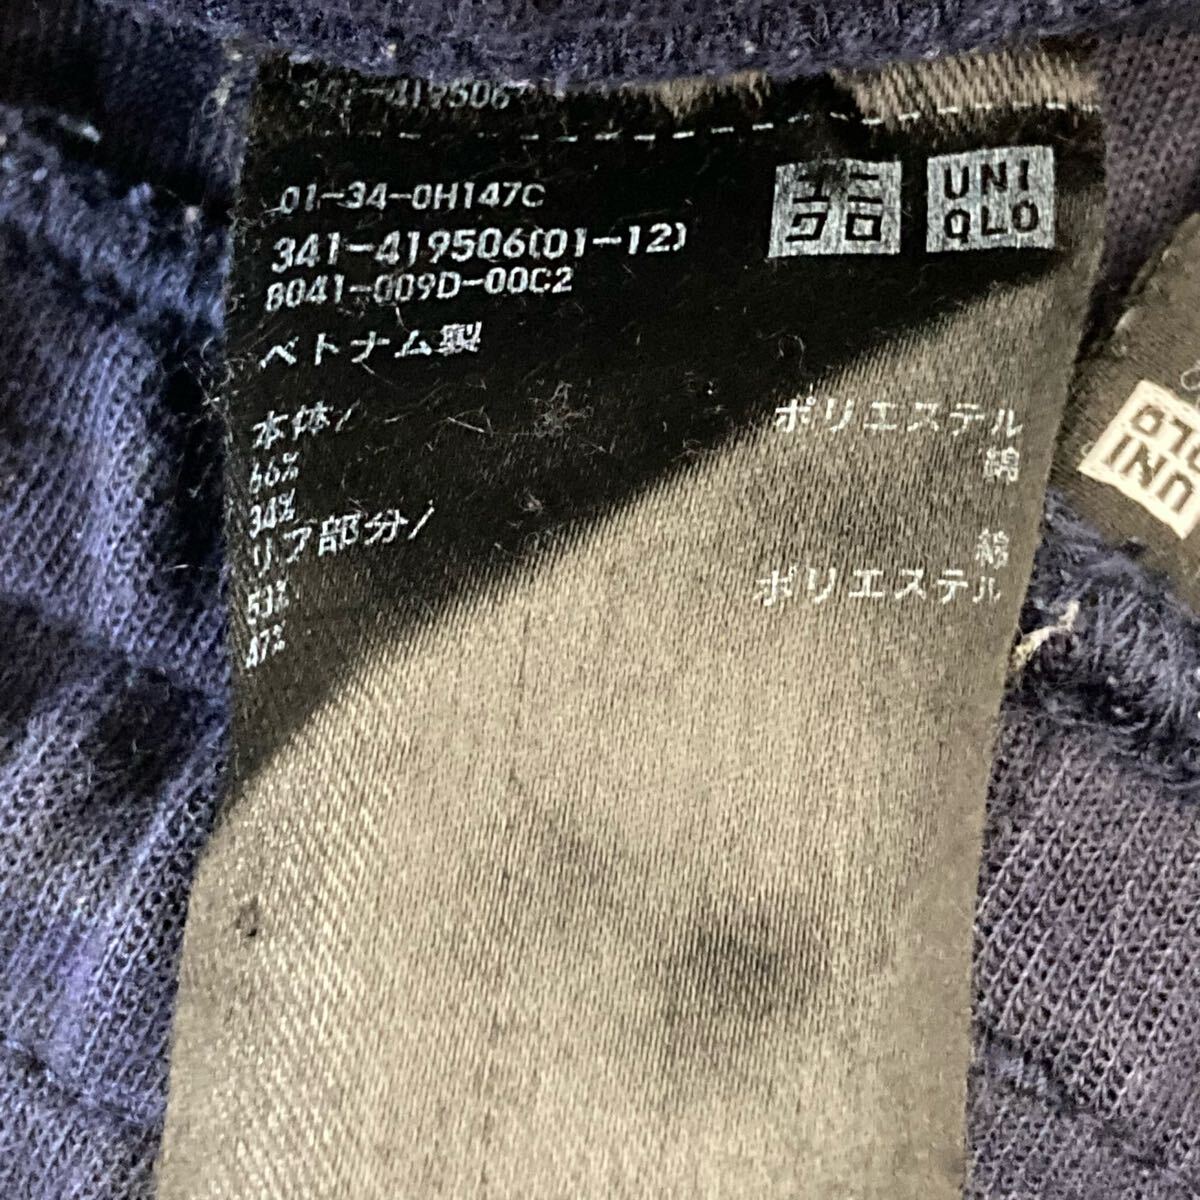 341-419506
01-34-0H147C
341-419506(01-12)
8041-009D-00C2
ベトナム製
ユニ
クロ
UNI
QLO
本体/
ポリエステル
66%
綿
34%
リブ部分/
綿
53%
ポリエステル
47%
UNI
QLO